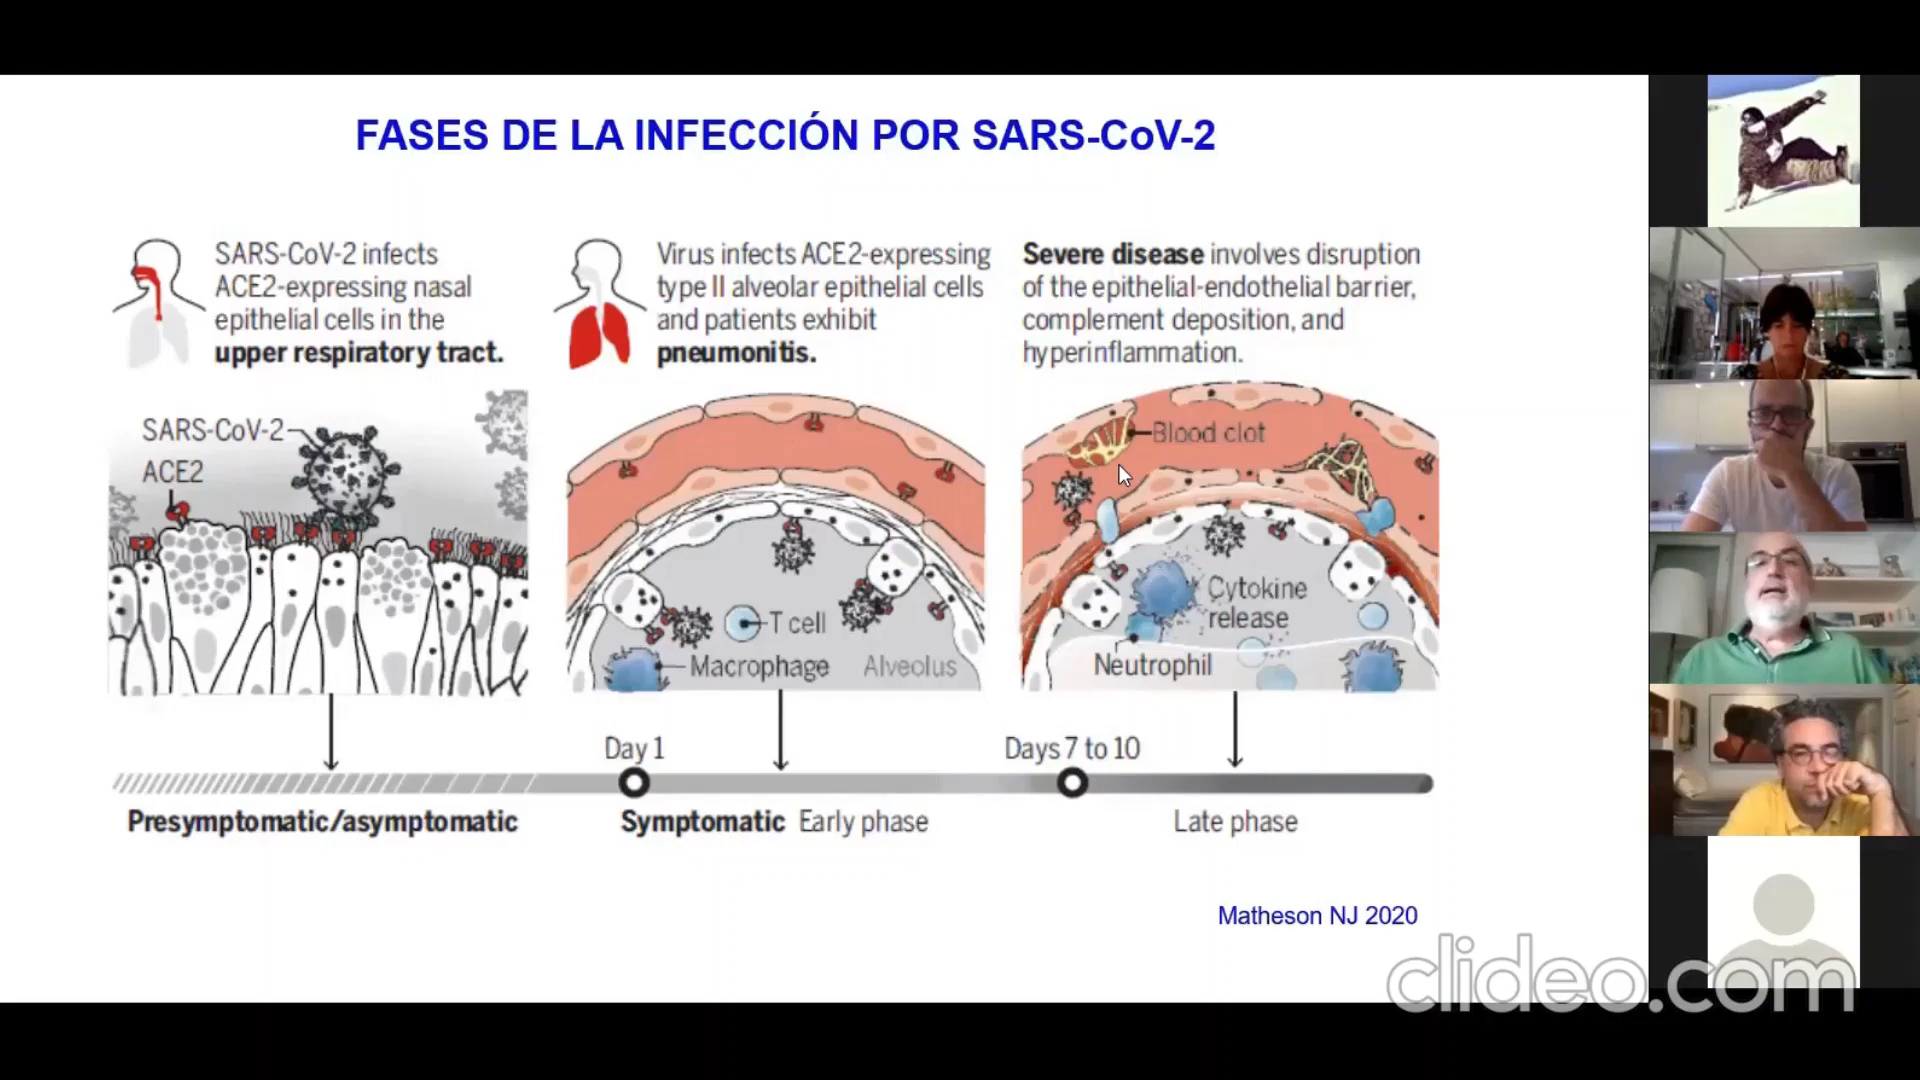 FASES DE LA INFECCIÓN POR SARS-CoV-2
SARS-CoV-2 infects
ACE2-expressing nasal
epithelial cells in the
upper respiratory tract.
Virus infects ACE2-expressing
type II alveolar epithelial cells
and patients exhibit
pneumonitis.
Severe disease involves disruption
of the epithelial-endothelial barrier,
complement deposition, and
hyperinflammation.
SARS-CoV-2
ACE2
T cell
Macrophage
Alveolus
Blood clot
Cytokine
release
Neutrophil
Day 1
Days 7 to 10
Presymptomatic/asymptomatic
Symptomatic Early phase
Late phase
Matheson NJ 2020
clideo.com